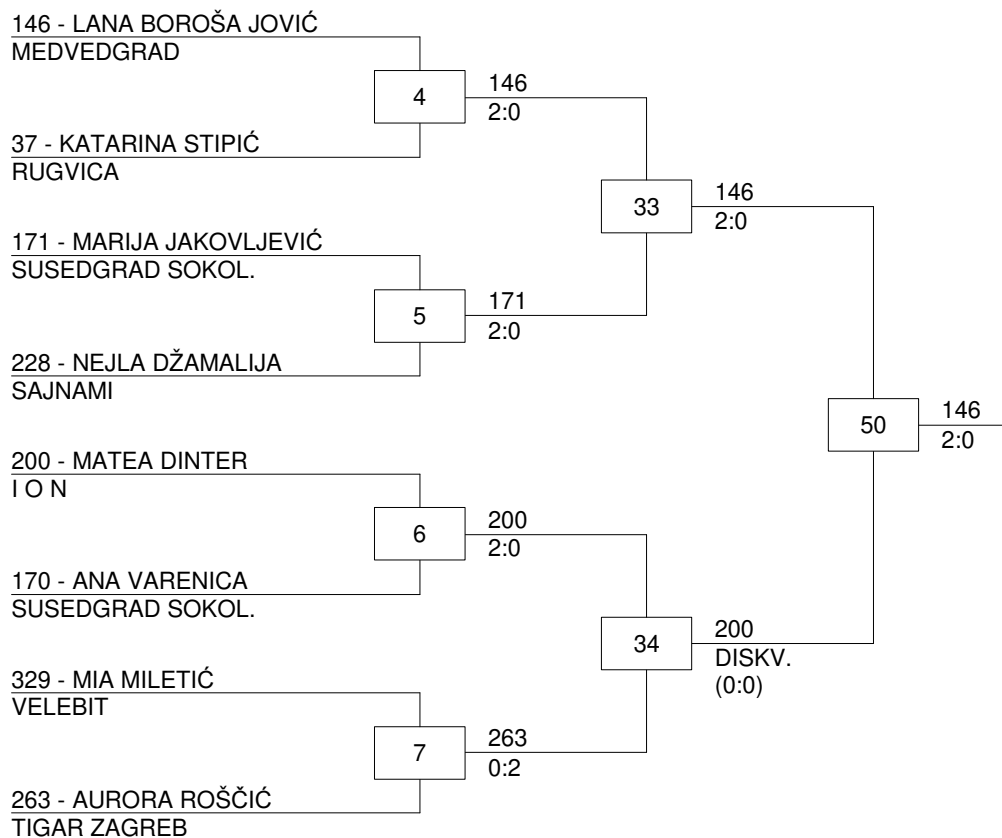 146 - LANA BOROŠA JOVIĆ
MEDVEDGRAD
4
146
2:0
37 - KATARINA STIPIĆ
RUGVICA
33
146
2:0
171 - MARIJA JAKOVLJEVIĆ
SUSEDGRAD SOKOL.
5
171
2:0
228 - NEJLA DŽAMALIJA
SAJNAMI
50
146
2:0
200 - MATEA DINTER
I O N
6
200
2:0
170 - ANA VARENICA
SUSEDGRAD SOKOL.
34
200
DISKV.
(0:0)
329 - MIA MILETIĆ
VELEBIT
7
263
0:2
263 - AURORA ROŠČIĆ
TIGAR ZAGREB